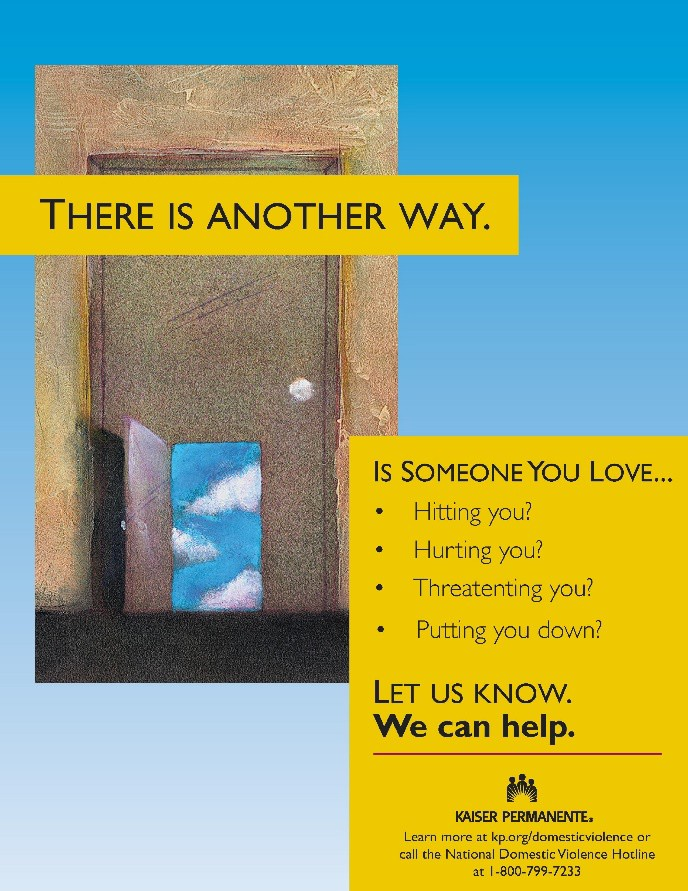 THERE IS ANOTHER WAY.
IS SOMEONE YOU LOVE...
• Hitting you?
• Hurting you?
• Threatenting you?
• Putting you down?
LET US KNOW.
We can help.
KAISER PERMANENTE®
Learn more at kp.org/domesticviolence or
call the National Domestic Violence Hotline
at 1-800-799-7233